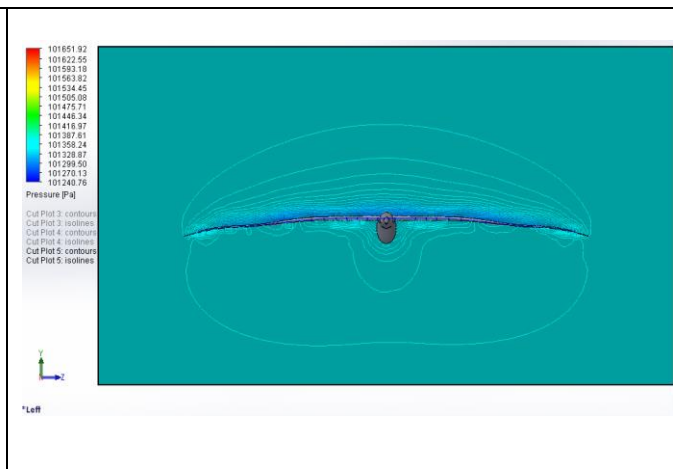 101651.92
101622.55
101593.18
101563.82
101534.45
101505.08
101475.71
101446.34
101416.97
101387.61
101358.24
101328.87
101299.50
101270.13
101240.76
Pressure [Pa]
Cut Plot 3: contours
Cut Plot 3: isolines
Cut Plot 4: contours
Cut Plot 4: isolines
Cut Plot 5: contours
Cut Plot 5: isolines
Y
Z
*Left